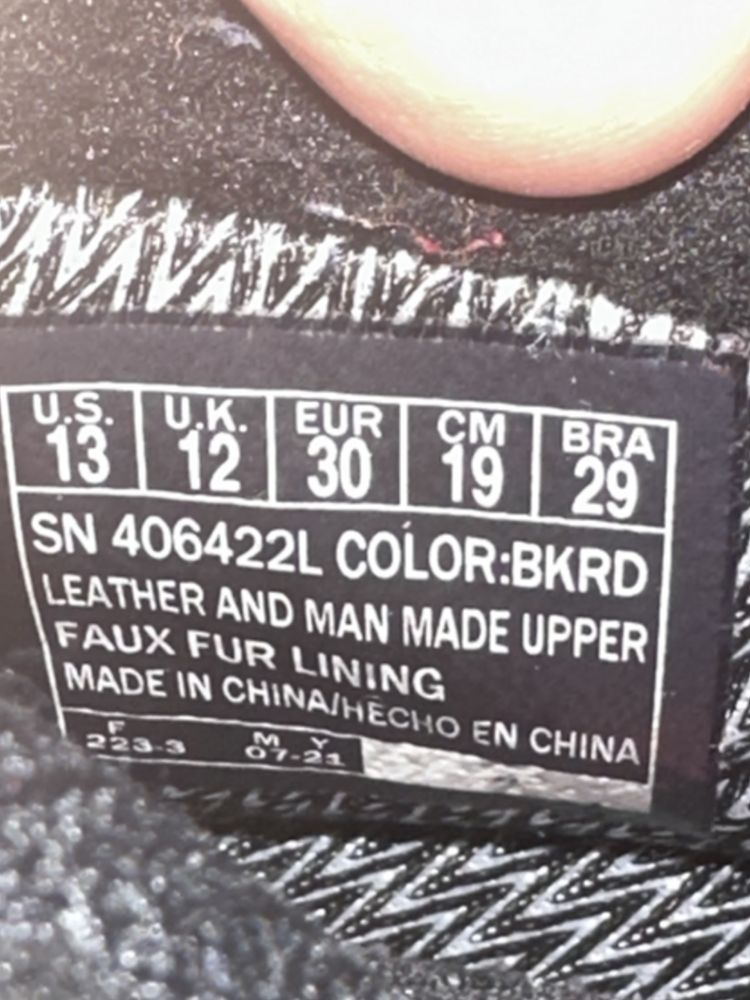 U.S. U.K. EUR CM BRA
13 12 30 19 29
SN 406422L COLOR:BKRD
LEATHER AND MAN MADE UPPER
FAUX FUR LINING
MADE IN CHINA/HECHO EN CHINA
F M Y
223-3 07-21